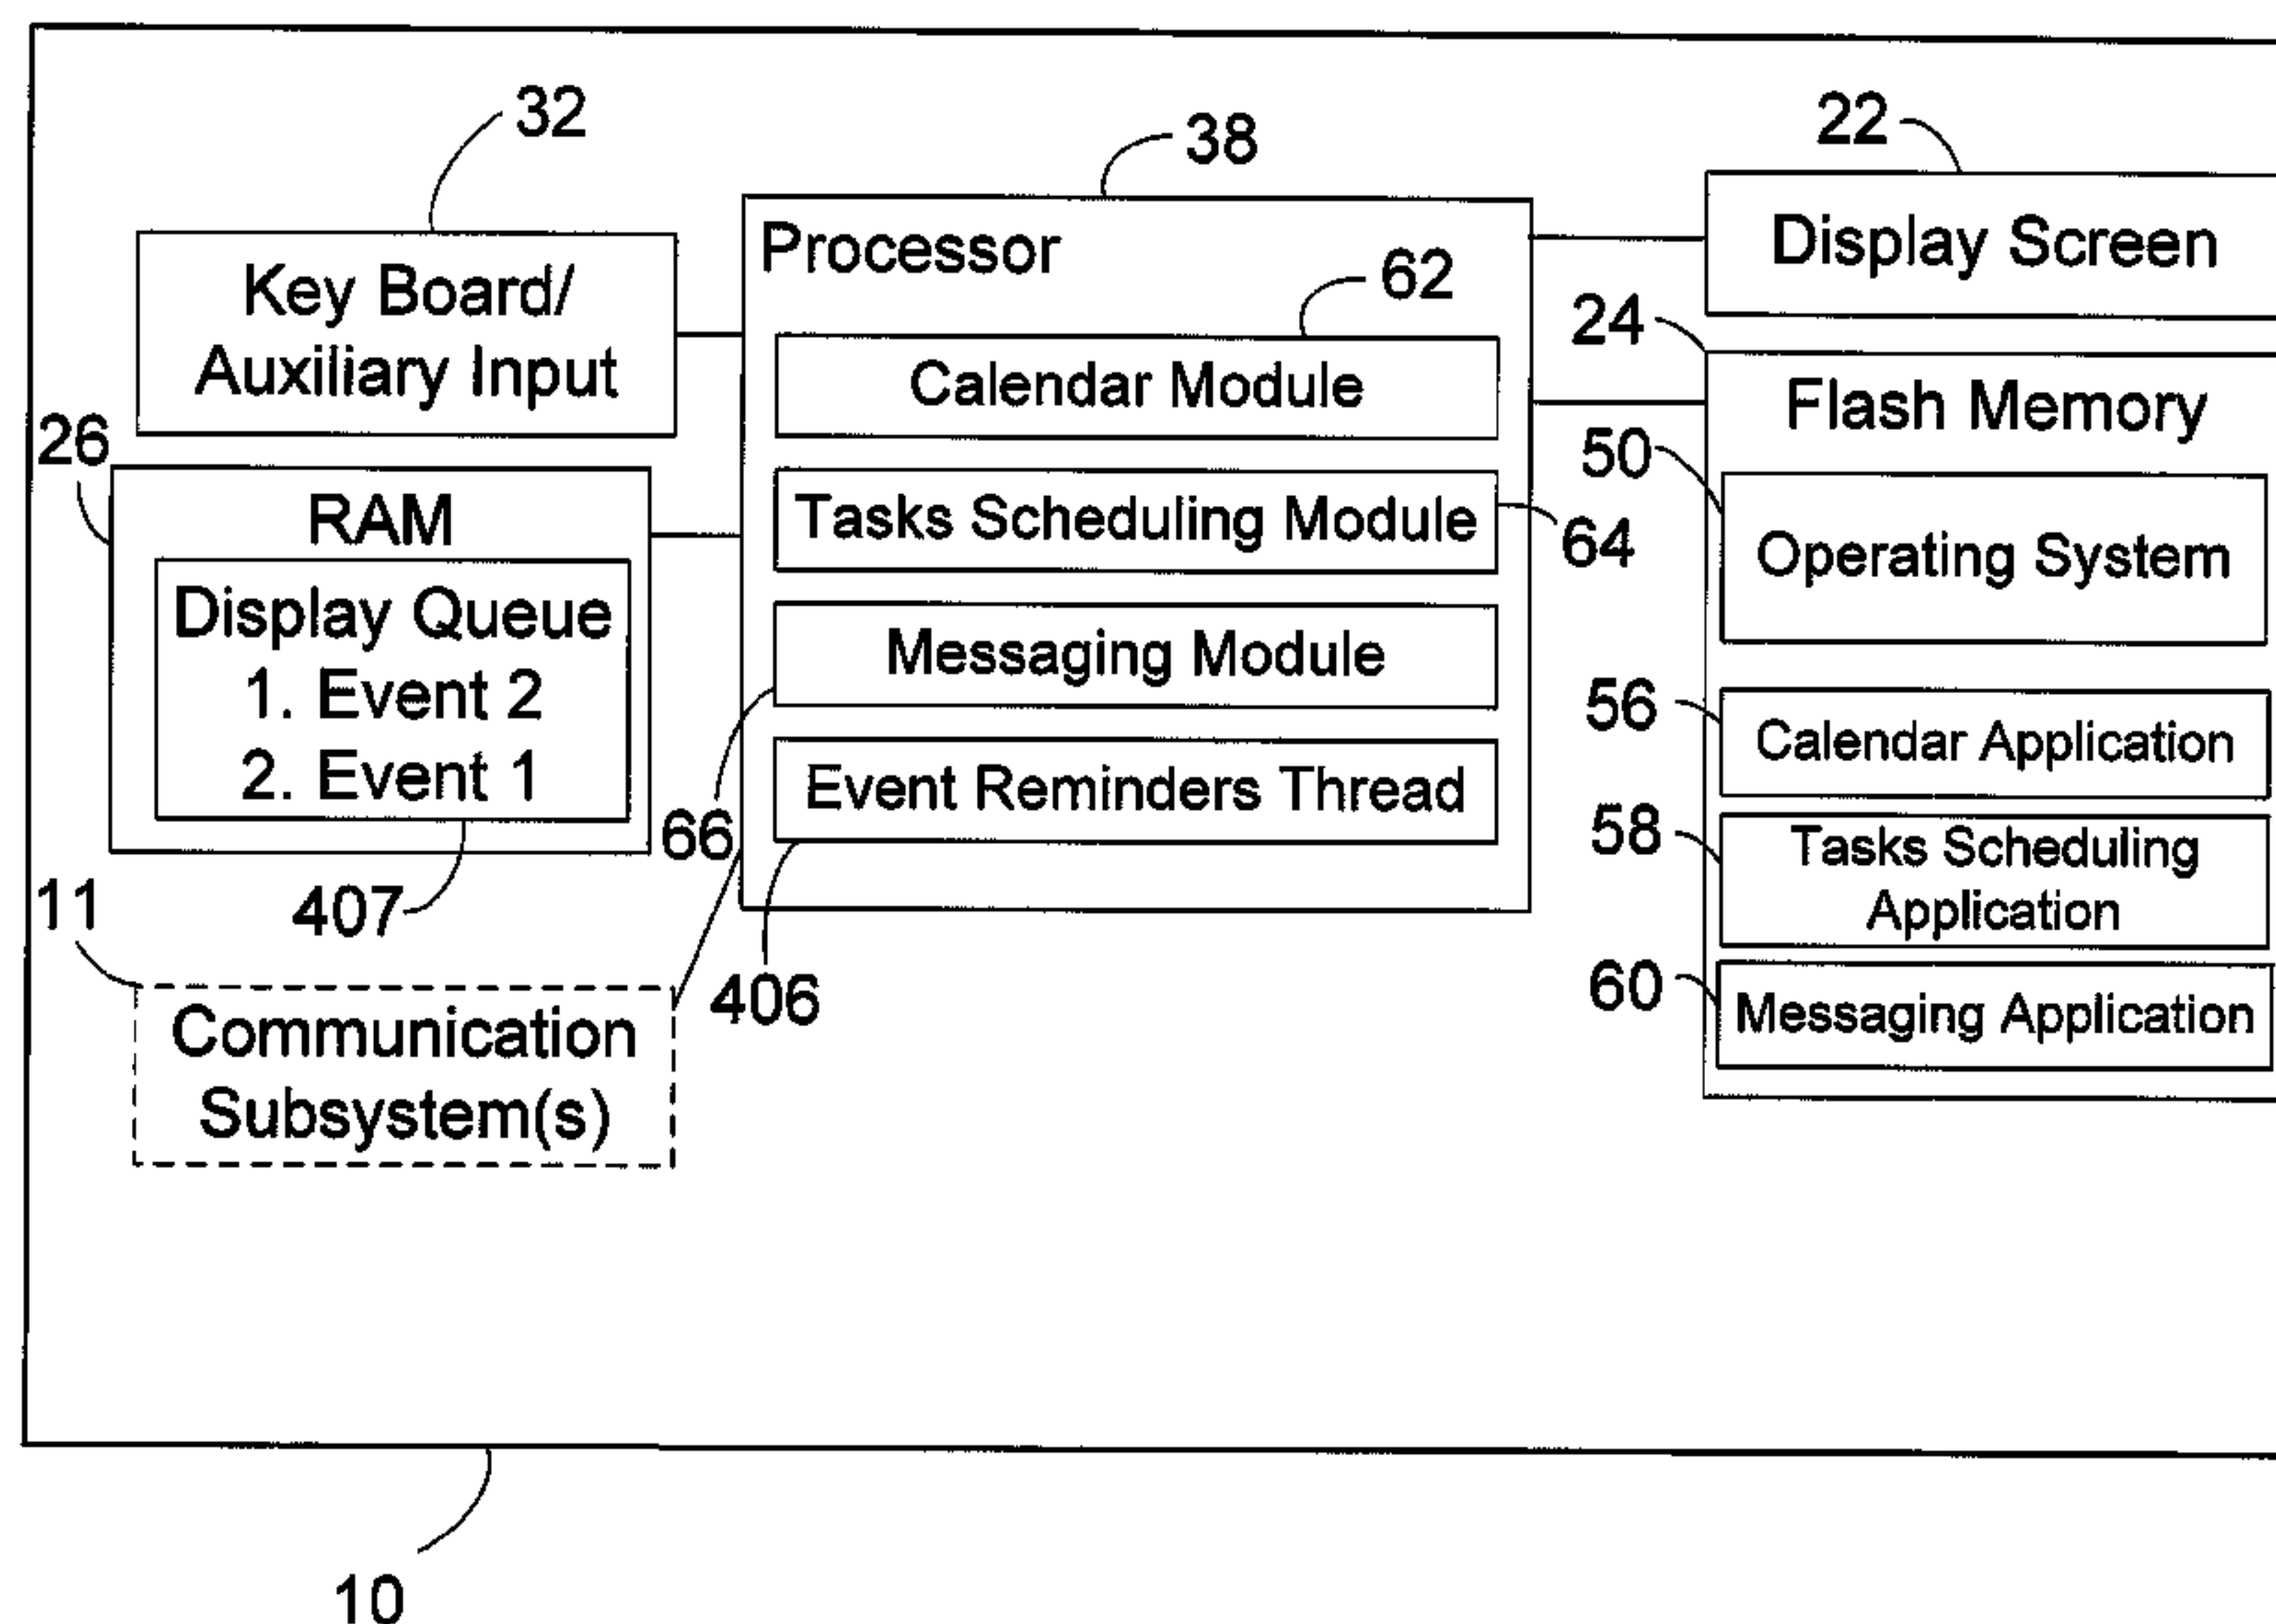 32
38
22
Key Board/
Auxiliary Input
Processor
62
Calendar Module
Tasks Scheduling Module
64
Messaging Module
66
Event Reminders Thread
406
Display Screen
24
Flash Memory
50
Operating System
56
Calendar Application
58
Tasks Scheduling
Application
60
Messaging Application
26
RAM
Display Queue
1. Event 2
2. Event 1
407
11
Communication
Subsystem(s)
10